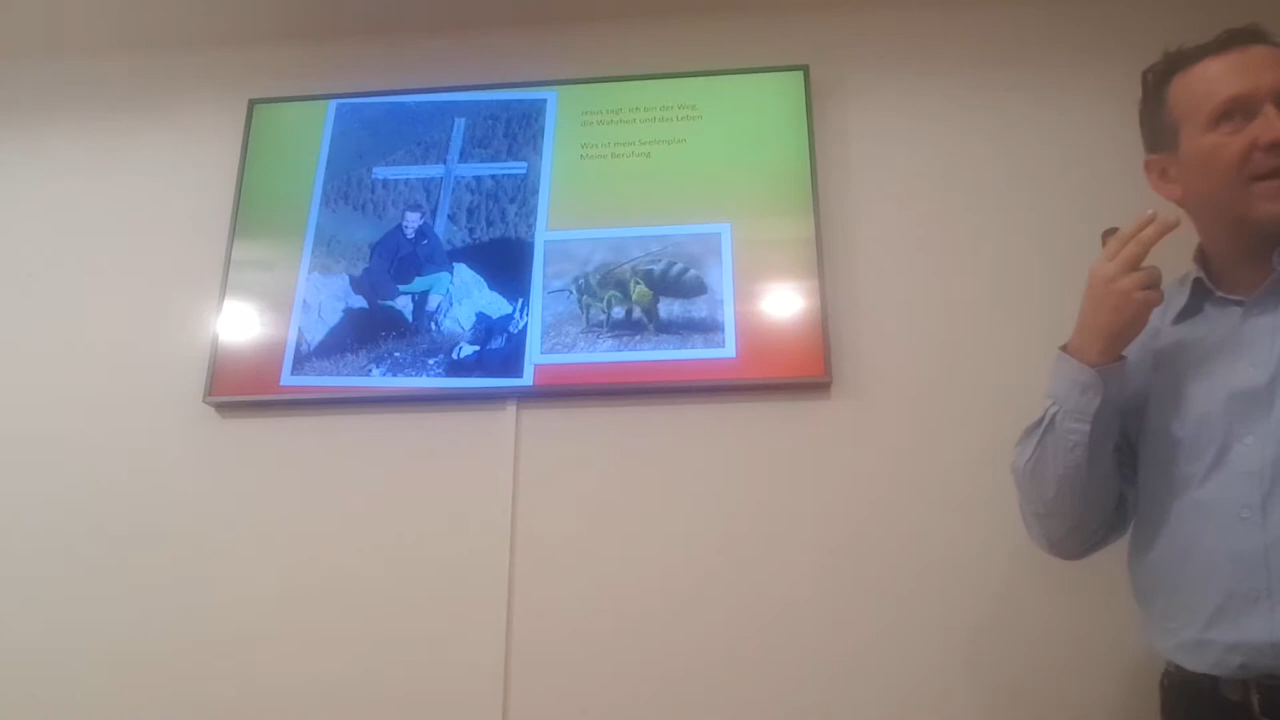 Jesus sagt: Ich bin der Weg,
die Wahrheit und das Leben
Was ist mein Seelenplan
Meine Berufung